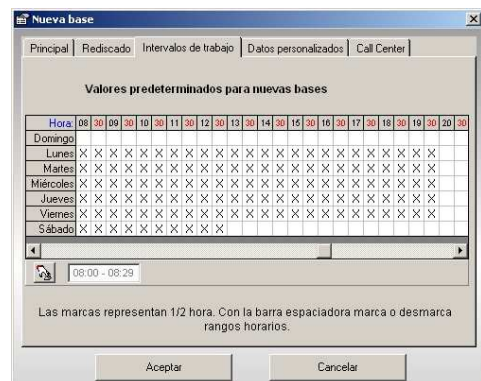 Nueva base
Principal Rediscado Intervalos de trabajo Datos personalizados Call Center
Valores predeterminados para nuevas bases
Hora: 08 30 09 30 10 30 11 30 12 30 13 30 14 30 15 30 16 30 17 30 18 30 19 30 20 30
Domingo
Lunes X X X X X X X X X X X X X X X X X X X X X X X X
Martes X X X X X X X X X X X X X X X X X X X X X X X X
Miércoles X X X X X X X X X X X X X X X X X X X X X X X X
Jueves X X X X X X X X X X X X X X X X X X X X X X X X
Viernes X X X X X X X X X X X X X X X X X X X X X X X X
Sábado X X X X X X X X X X
08:00 - 08:29
Las marcas representan 1/2 hora. Con la barra espaciadora marca o desmarca
rangos horarios.
Aceptar Cancelar